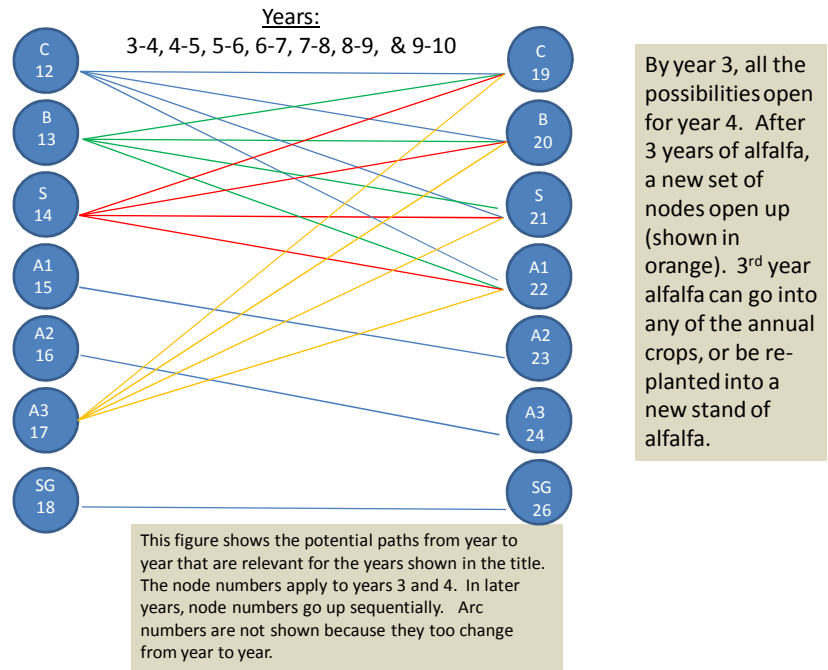 Years:
3-4, 4-5, 5-6, 6-7, 7-8, 8-9, & 9-10
C
12
B
13
S
14
A1
15
A2
16
A3
17
SG
18
C
19
B
20
S
21
A1
22
A2
23
A3
24
SG
26
By year 3, all the
possibilities open
for year 4. After
3 years of alfalfa,
a new set of
nodes open up
(shown in
orange). 3rd year
alfalfa can go into
any of the annual
crops, or be re-
planted into a
new stand of
alfalfa.
This figure shows the potential paths from year to
year that are relevant for the years shown in the title.
The node numbers apply to years 3 and 4. In later
years, node numbers go up sequentially. Arc
numbers are not shown because they too change
from year to year.